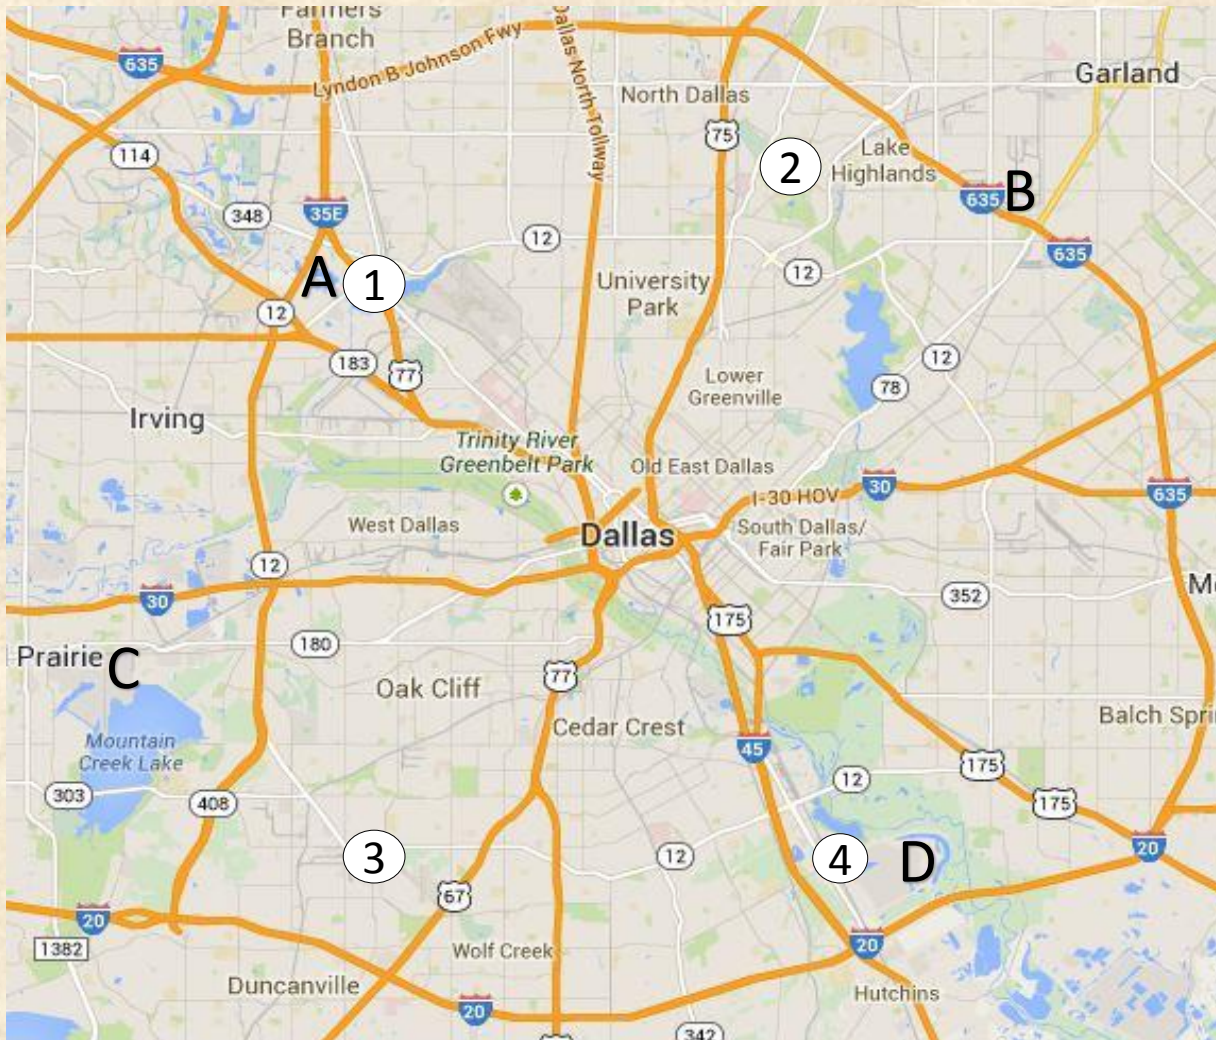 Farmers
Branch
635
Lyndon B Johnson Fwy
Dallas North Tollway
North Dallas
Garland
75
114
2
Lake
Highlands
635
B
348
35E
12
635
12
A
1
University
Park
12
183
77
12
Lower
Greenville
78
Irving
Trinity River
Greenbelt Park
Old East Dallas
30
I-30 HOV
635
West Dallas
Dallas
South Dallas/
Fair Park
12
30
352
175
180
Prairie
C
77
Oak Cliff
Cedar Crest
Balch Spri
Mountain
Creek Lake
45
175
12
303
408
175
3
12
4
D
20
67
20
1382
Wolf Creek
20
Duncanville
Hutchins
20
342